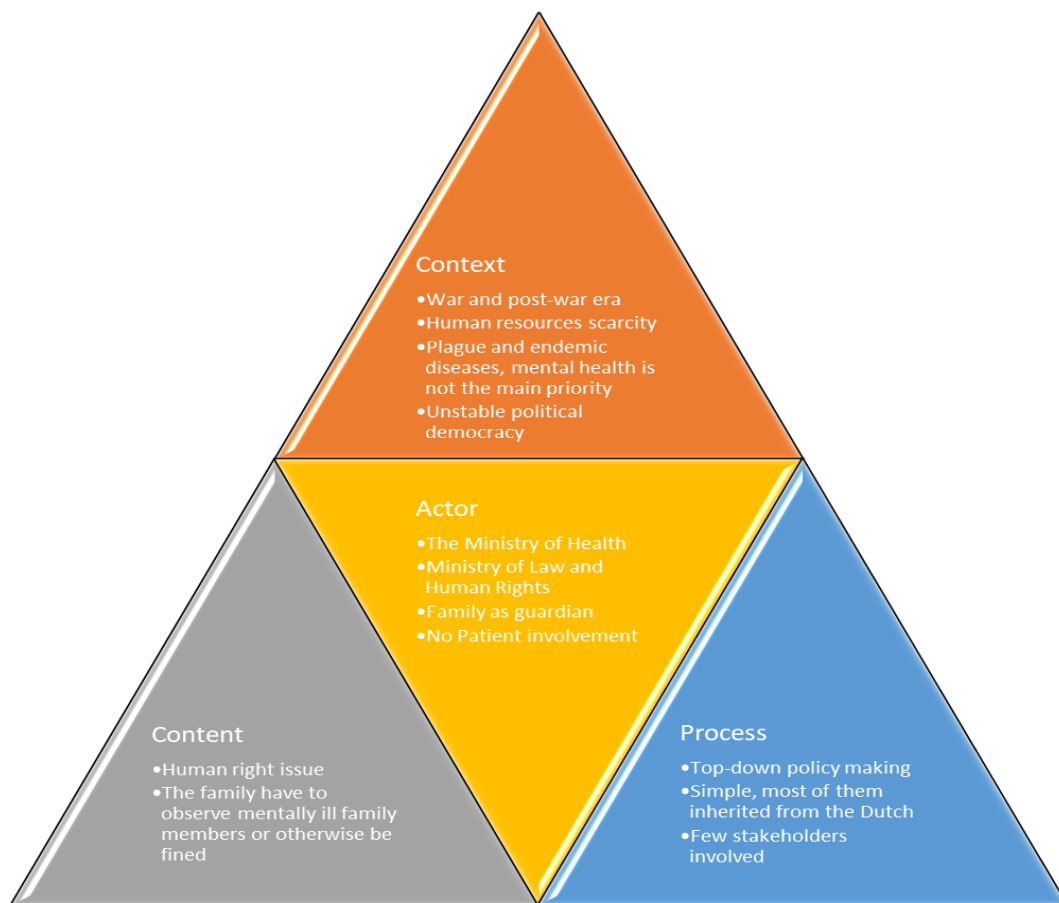 Context
•War and post-war era
•Human resources scarcity
•Plague and endemic
diseases, mental health is
not the main priority
•Unstable political
democracy
Actor
•The Ministry of Health
•Ministry of Law and
Human Rights
•Family as guardian
•No Patient involvement
Content
•Human right issue
•The family have to
observe mentally ill family
members or otherwise be
fined
Process
•Top-down policy making
•Simple, most of them
inherited from the Dutch
•Few stakeholders
involved